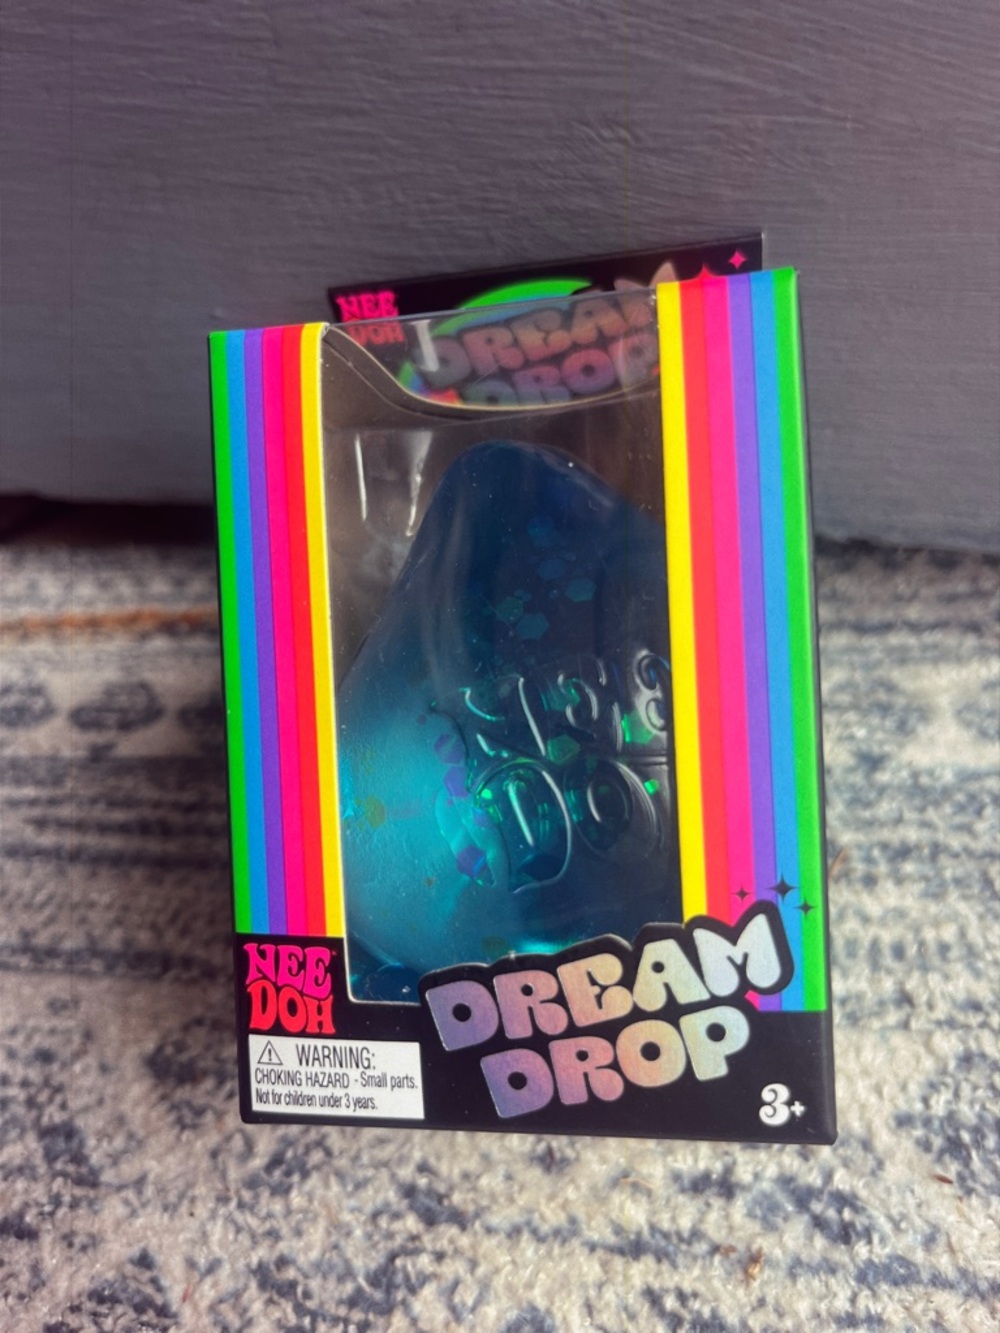 NEE
DOH
DREAM
DROP
Nee
Doh
NEE
DOH
DREAM
DROP
WARNING:
CHOKING HAZARD - Small parts.
Not for children under 3 years.
3+